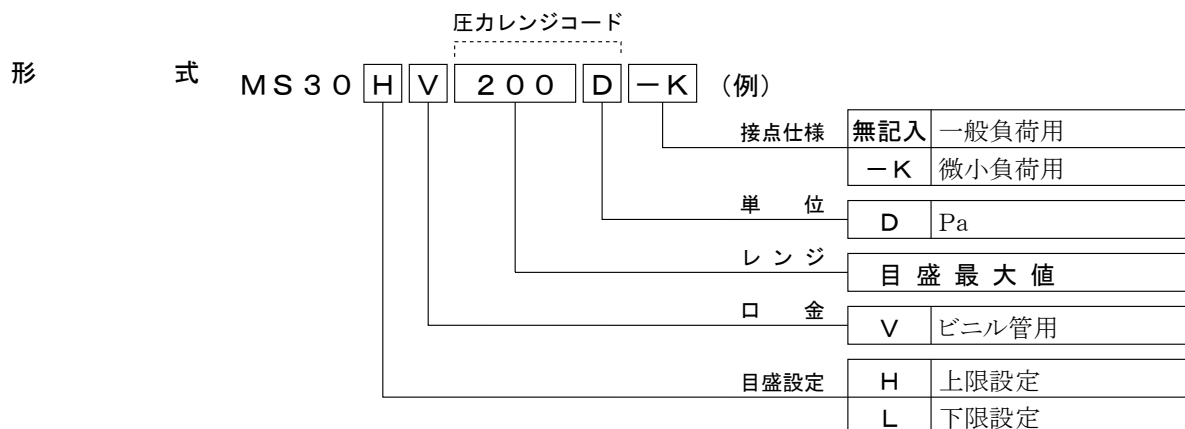 圧力レンジコード
形 式 MS30 H V 200 D －K （例）
接点仕様 無記入 一般負荷用
－K 微小負荷用
単 位 D Pa
レンジ 目盛最大値
口 金 V ビニル管用
目盛設定 H 上限設定
L 下限設定